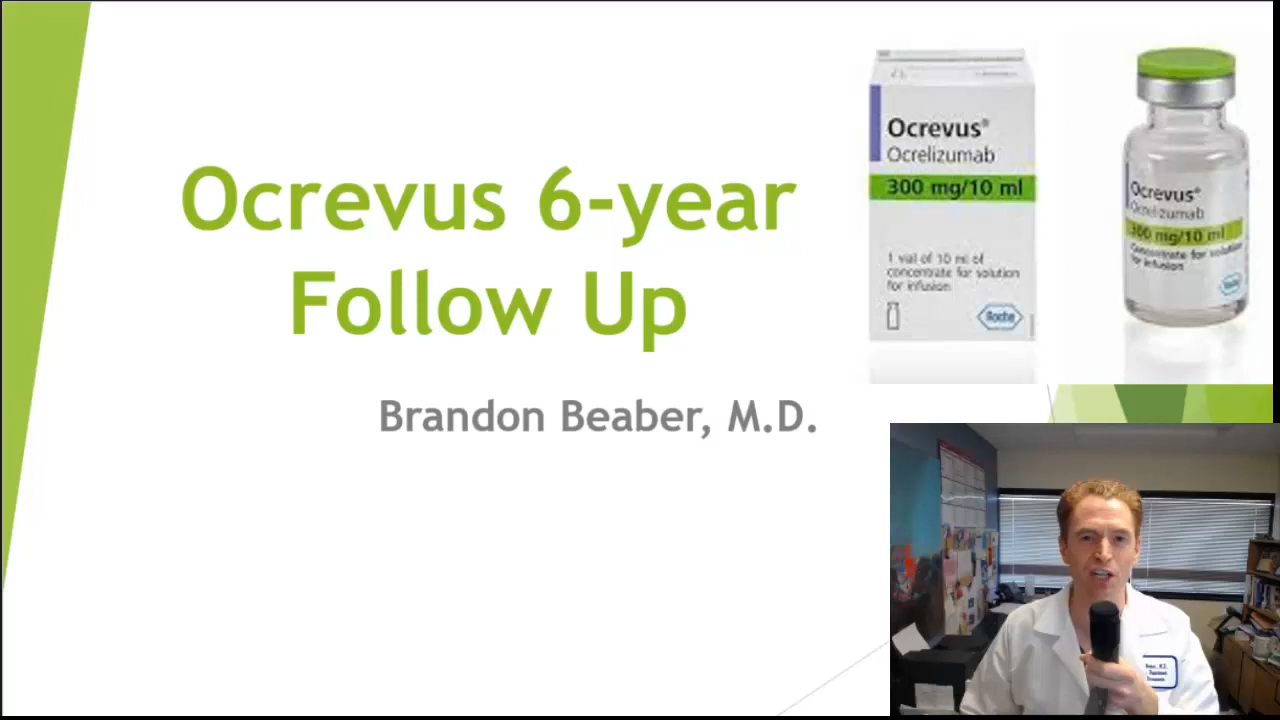 Ocrevus 6-year
Follow Up
Brandon Beaber, M.D.
Ocrevus®
Ocrelizumab
300 mg/10 ml
1 vial of 10 ml of
concentrate for solution
for infusion
Roche
Ocrevus®
Ocrelizumab
300 mg/10 ml
Concentrate for solution
for infusion
Roche